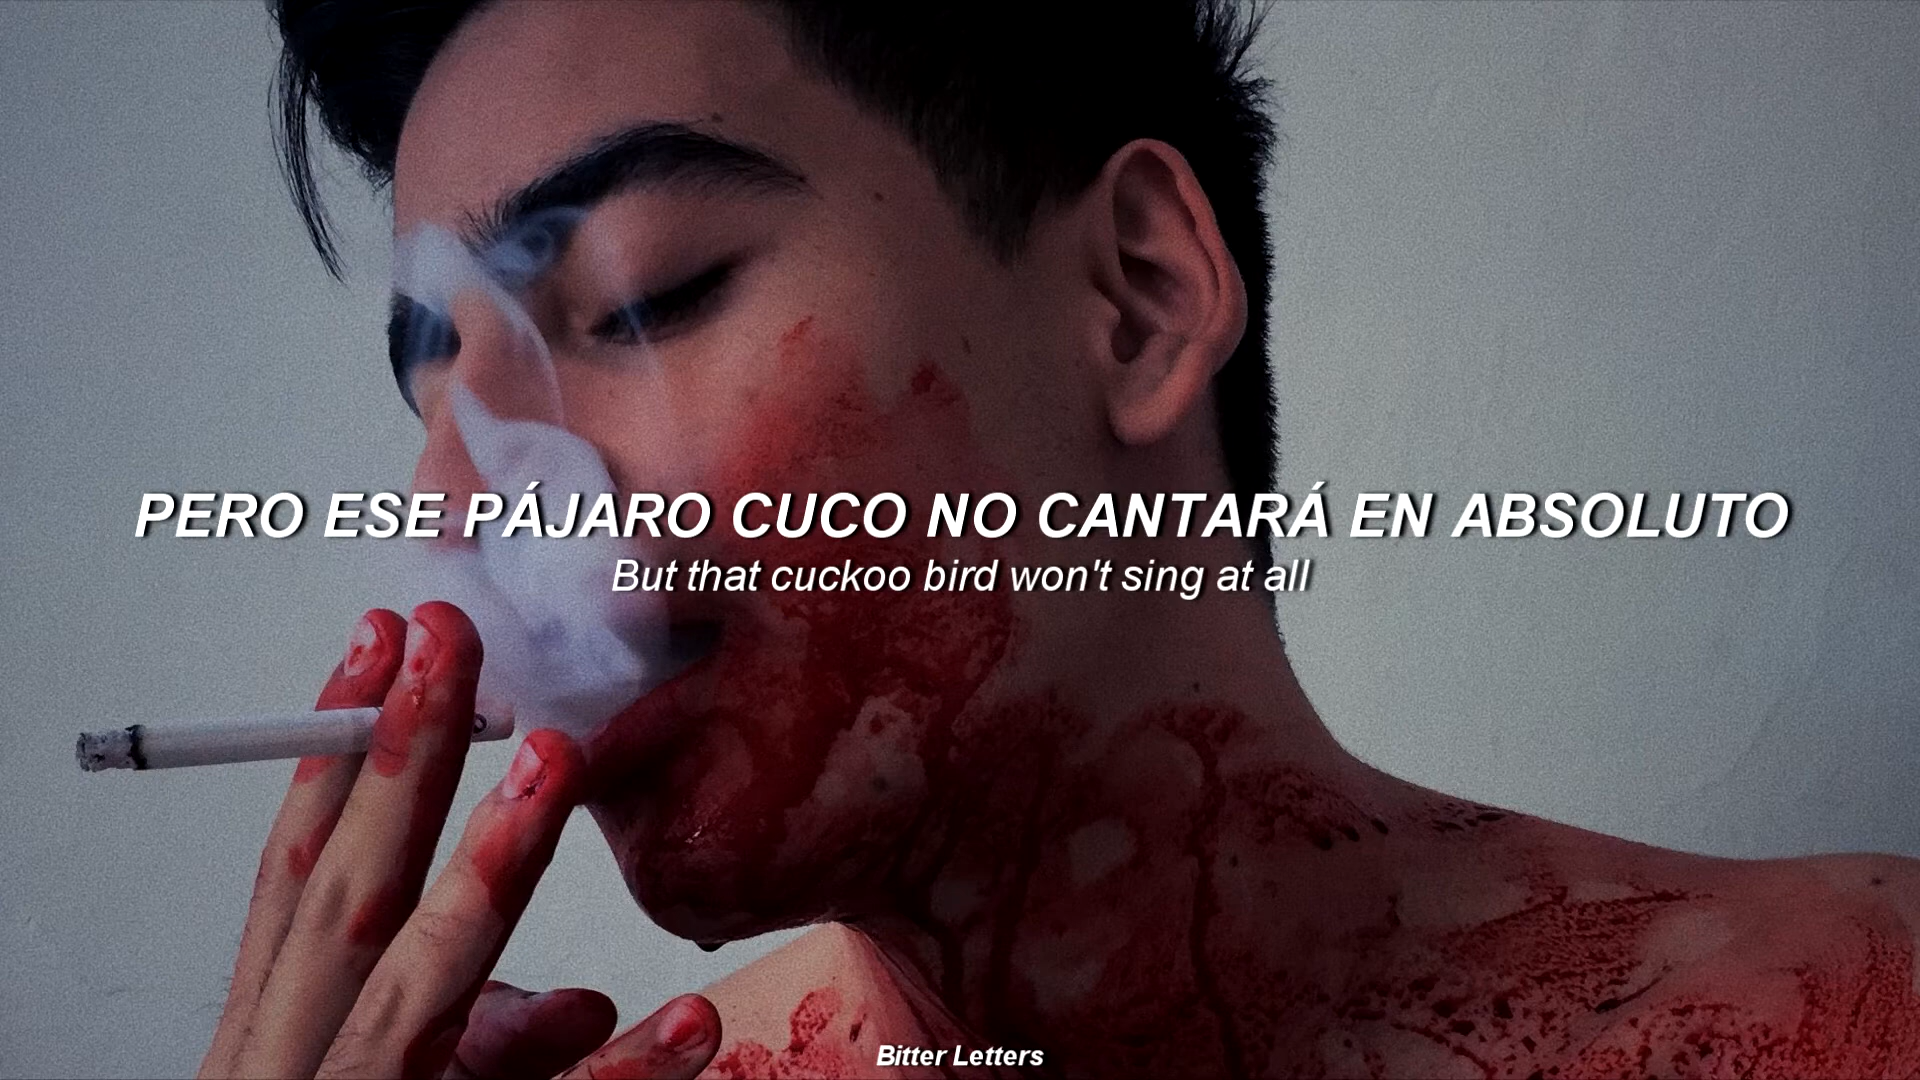 PERO ESE PÁJARO CUCO NO CANTARÁ EN ABSOLUTO
But that cuckoo bird won't sing at all
Bitter Letters